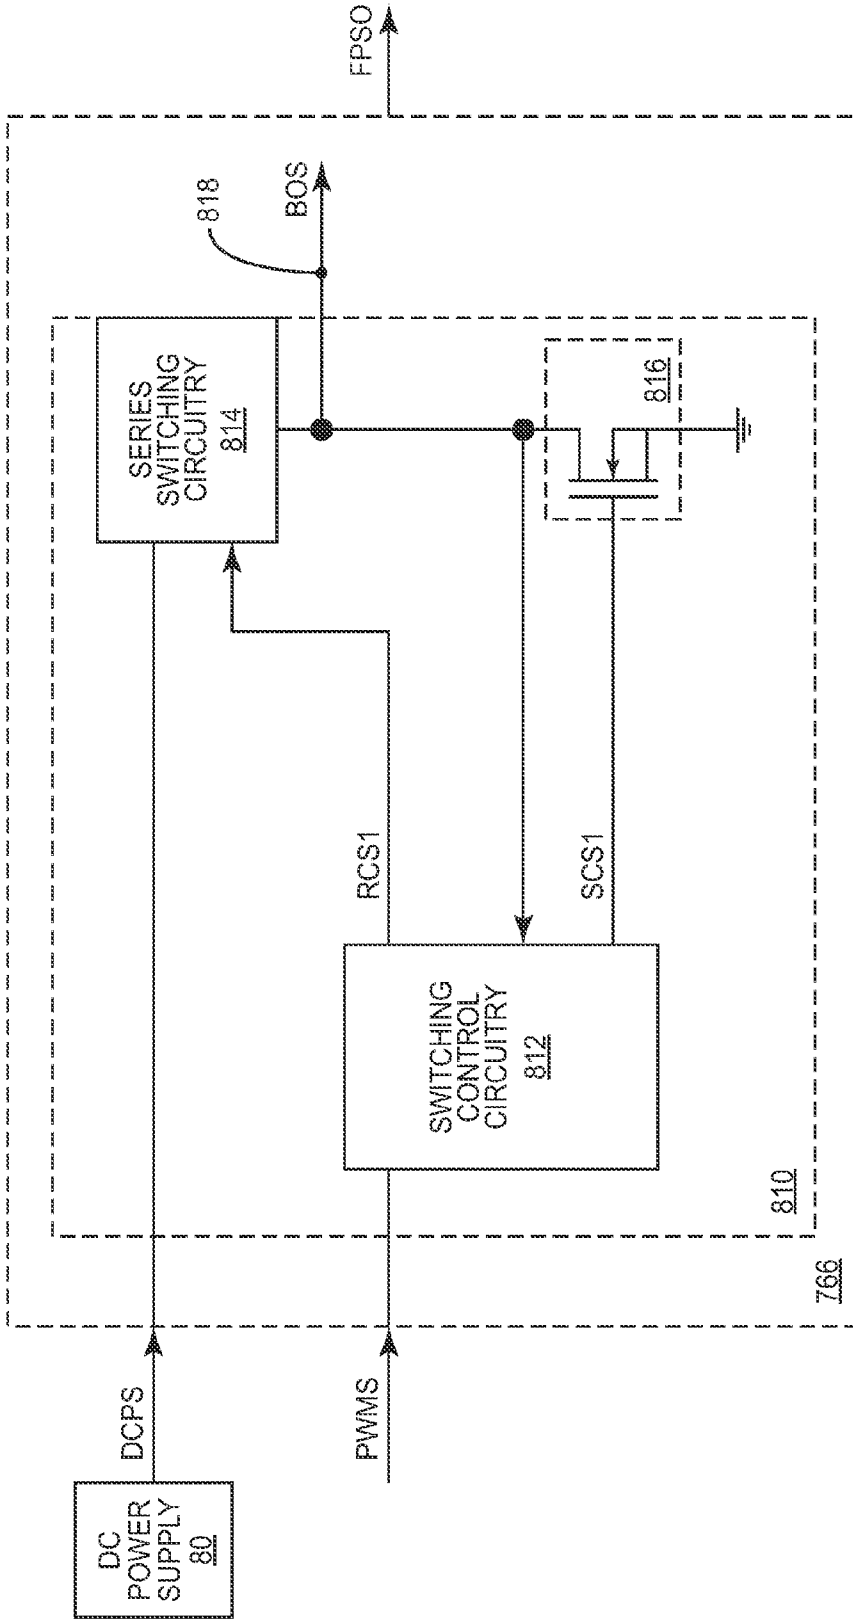 DC
POWER
SUPPLY
80
DCPS
PWMS
766
810
SWITCHING
CONTROL
CIRCUITRY
812
RCS1
SCS1
SERIES
SWITCHING
CIRCUITRY
814
816
818
BOS
FPSO